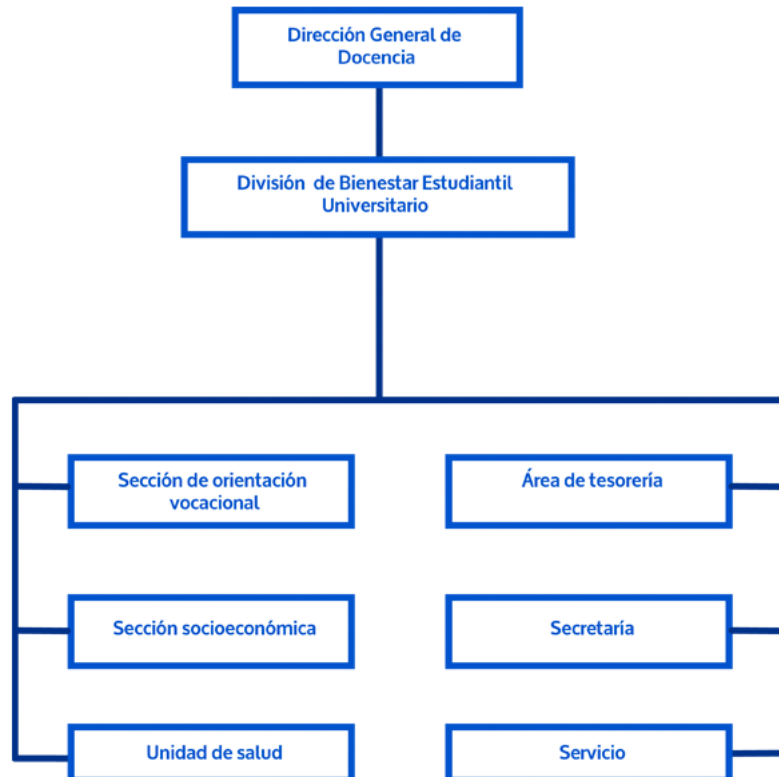 Dirección General de
Docencia
División de Bienestar Estudiantil
Universitario
Sección de orientación
vocacional
Área de tesorería
Sección socioeconómica
Secretaría
Unidad de salud
Servicio